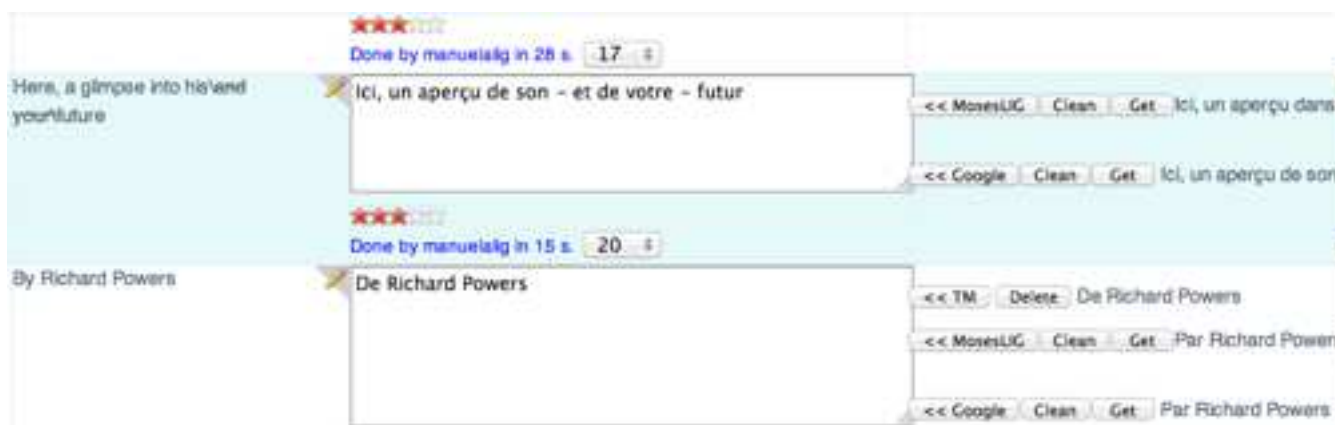 Done by manuelalig in 28 s. 17
Here, a glimpse into his\and
your\future
Ici, un aperçu de son – et de votre – futur
<< MosesLIG Clean Get Ici, un aperçu dans
<< Google Clean Get Ici, un aperçu de son
Done by manuelalig in 15 s. 20
By Richard Powers
De Richard Powers
<< TM Delete De Richard Powers
<< MosesLIG Clean Get Par Richard Power
<< Google Clean Get Par Richard Powers